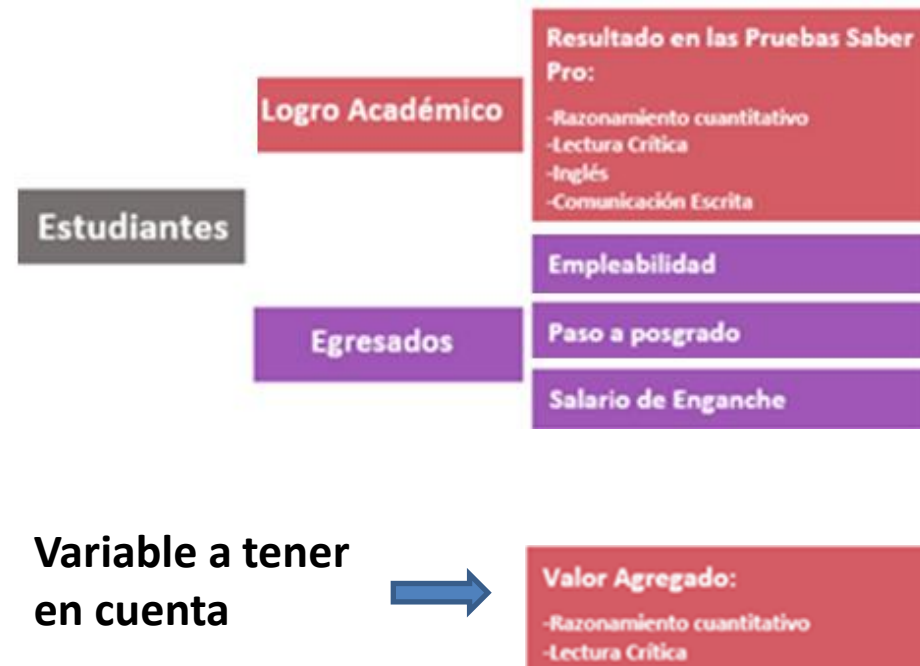 Resultado en las Pruebas Saber
Pro:
-Razonamiento cuantitativo
-Lectura Crítica
-Inglés
-Comunicación Escrita
Logro Académico
Estudiantes
Empleabilidad
Egresados
Paso a posgrado
Salario de Enganche
Variable a tener
en cuenta
Valor Agregado:
-Razonamiento cuantitativo
-Lectura Crítica